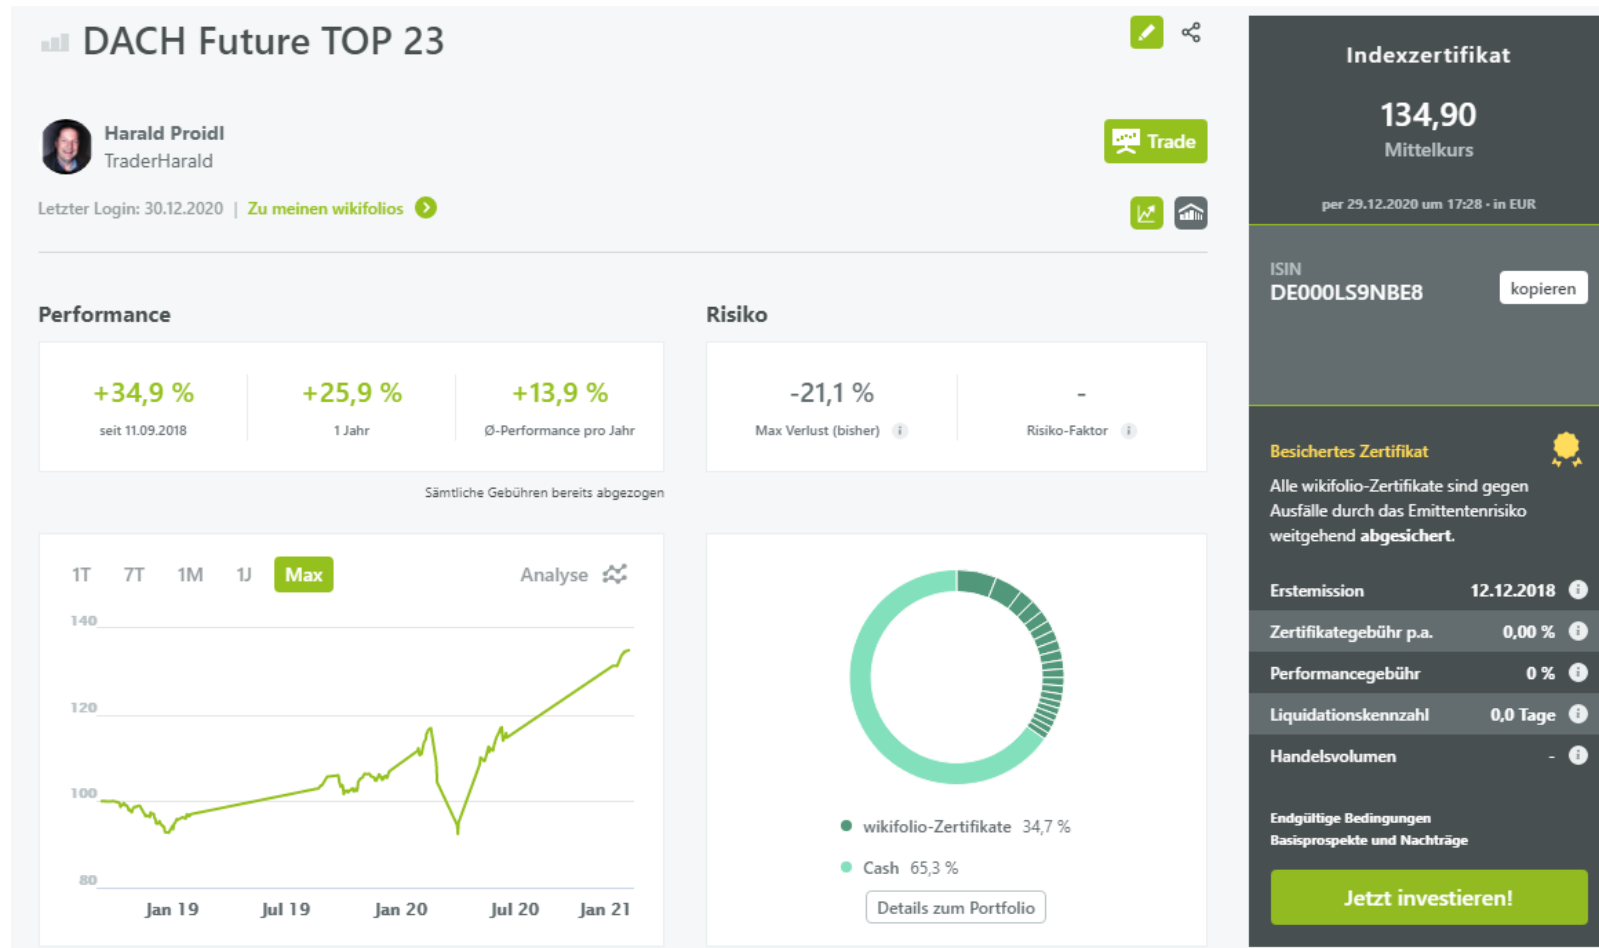 DACH Future TOP 23
Harald Proidl
TraderHarald
Trade
Letzter Login: 30.12.2020 | Zu meinen wikifolios
Performance
+34,9 %
seit 11.09.2018
+25,9 %
1 Jahr
+13,9 %
Ø-Performance pro Jahr
Sämtliche Gebühren bereits abgezogen
Risiko
-21,1 %
Max Verlust (bisher) i
-
Risiko-Faktor i
1T 7T 1M 1J Max Analyse
140
120
100
80
Jan 19 Jul 19 Jan 20 Jul 20 Jan 21
wikifolio-Zertifikate 34,7 %
Cash 65,3 %
Details zum Portfolio
Indexzertifikat
134,90
Mittelkurs
per 29.12.2020 um 17:28 · in EUR
ISIN
DE000LS9NBE8
kopieren
Besichertes Zertifikat
Alle wikifolio-Zertifikate sind gegen
Ausfälle durch das Emittentenrisiko
weitgehend abgesichert.
Erstemission 12.12.2018 i
Zertifikategebühr p.a. 0,00 % i
Performancegebühr 0 % i
Liquidationskennzahl 0,0 Tage i
Handelsvolumen - i
Endgültige Bedingungen
Basisprospekte und Nachträge
Jetzt investieren!